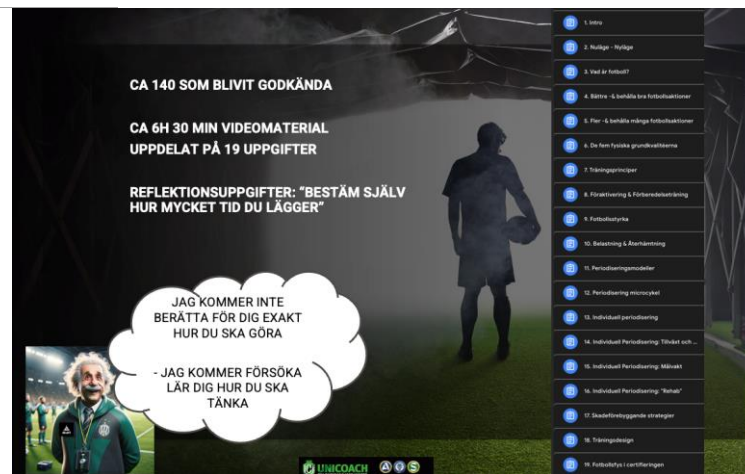 CA 140 SOM BLIVIT GODKÄNDA
CA 6H 30 MIN VIDEOMATERIAL
UPPDELAT PÅ 19 UPPGIFTER
REFLEKTIONSUPPGIFTER: "BESTÄM SJÄLV
HUR MYCKET TID DU LÄGGER"
JAG KOMMER INTE
BERÄTTA FÖR DIG EXAKT
HUR DU SKA GÖRA
- JAG KOMMER FÖRSÖKA
LÄR DIG HUR DU SKA
TÄNKA
UNICOACH
1. Intro
2. Nuläge - Nyläge
3. Vad är fotboll?
4. Bättre -& behålla bra fotbollsaktioner
5. Fler -& behålla många fotbollsaktioner
6. De fem fysiska grundkvalitéerna
7. Träningsprinciper
8. Föraktivering & Förberedelseträning
9. Fotbollsstyrka
10. Belastning & Återhämtning
11. Periodiseringsmodeller
12. Periodisering microcykel
13. Individuell periodisering
14. Individuell Periodisering: Tillväxt och ...
15. Individuell Periodisering: Målvakt
16. Individuell Periodisering: "Rehab"
17. Skadeförebyggande strategier
18. Träningsdesign
19. Fotbollsfys i certifieringen